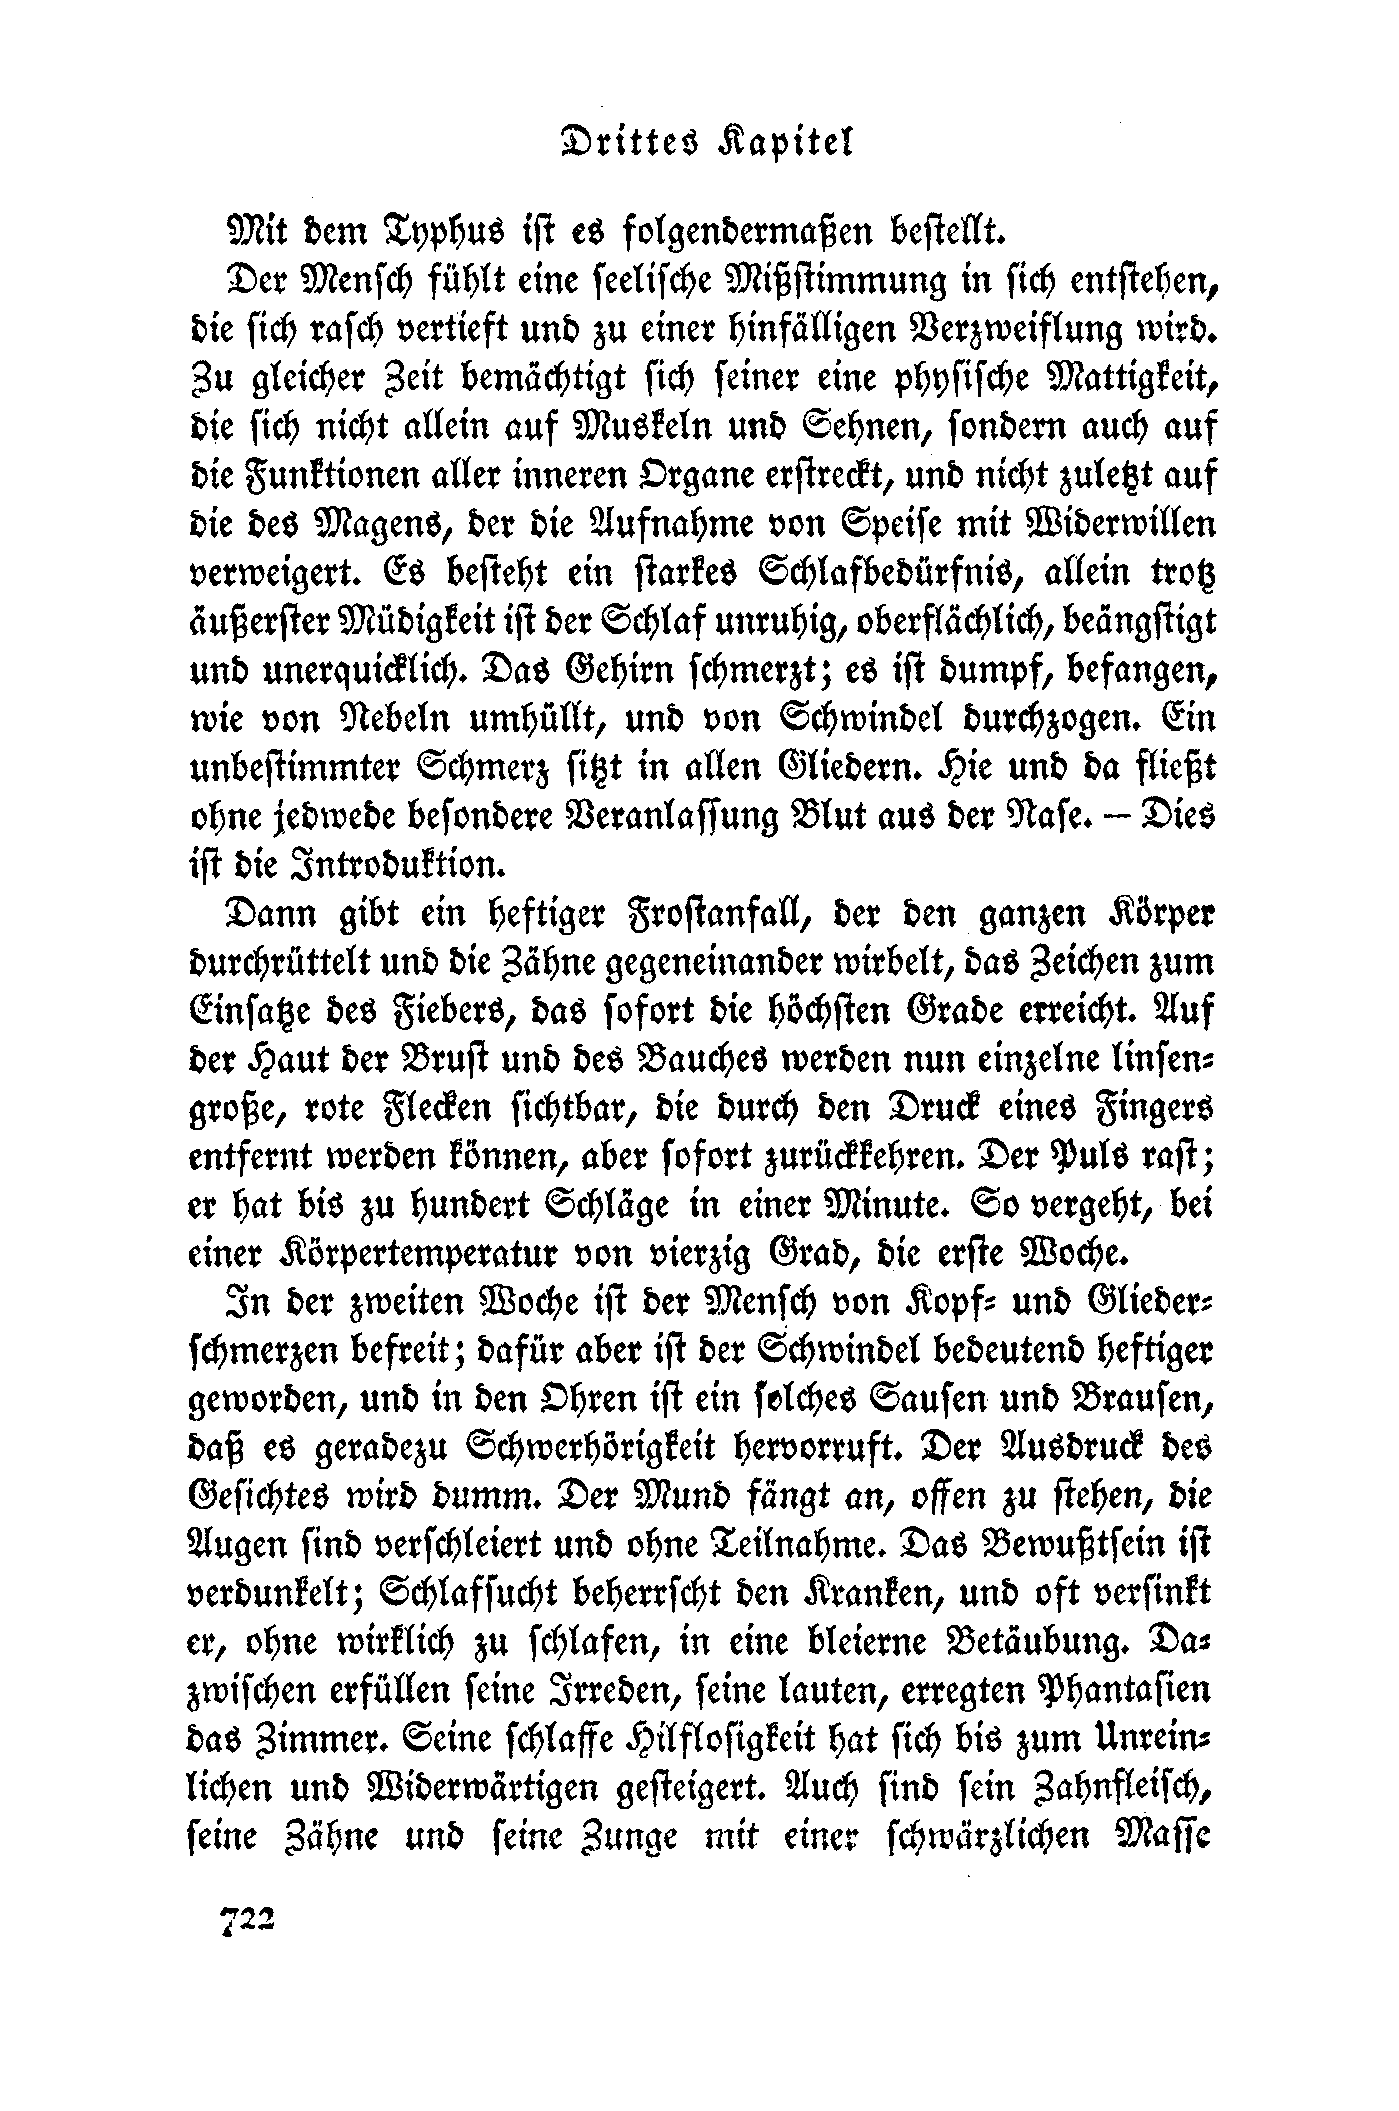 Drittes Kapitel
Mit dem Typhus ist es folgendermaßen bestellt.
Der Mensch fühlt eine seelische Mißstimmung in sich entstehen,
die sich rasch vertieft und zu einer hinfälligen Verzweiflung wird.
Zu gleicher Zeit bemächtigt sich seiner eine physische Mattigkeit,
die sich nicht allein auf Muskeln und Sehnen, sondern auch auf
die Funktionen aller inneren Organe erstreckt, und nicht zuletzt auf
die des Magens, der die Aufnahme von Speise mit Widerwillen
verweigert. Es besteht ein starkes Schlafbedürfnis, allein trotz
äußerster Müdigkeit ist der Schlaf unruhig, oberflächlich, beängstigt
und unerquicklich. Das Gehirn schmerzt; es ist dumpf, befangen,
wie von Nebeln umhüllt, und von Schwindel durchzogen. Ein
unbestimmter Schmerz sitzt in allen Gliedern. Hie und da fließt
ohne jedwede besondere Veranlassung Blut aus der Nase. — Dies
ist die Introduktion.
Dann gibt ein heftiger Frostanfall, der den ganzen Körper
durchrüttelt und die Zähne gegeneinander wirbelt, das Zeichen zum
Einsatze des Fiebers, das sofort die höchsten Grade erreicht. Auf
der Haut der Brust und des Bauches werden nun einzelne linsen-
große, rote Flecken sichtbar, die durch den Druck eines Fingers
entfernt werden können, aber sofort zurückkehren. Der Puls rast;
er hat bis zu hundert Schläge in einer Minute. So vergeht, bei
einer Körpertemperatur von vierzig Grad, die erste Woche.
In der zweiten Woche ist der Mensch von Kopf- und Glieder-
schmerzen befreit; dafür aber ist der Schwindel bedeutend heftiger
geworden, und in den Ohren ist ein solches Sausen und Brausen,
daß es geradezu Schwerhörigkeit hervorruft. Der Ausdruck des
Gesichtes wird dumm. Der Mund fängt an, offen zu stehen, die
Augen sind verschleiert und ohne Teilnahme. Das Bewußtsein ist
verdunkelt; Schlafsucht beherrscht den Kranken, und oft versinkt
er, ohne wirklich zu schlafen, in eine bleierne Betäubung. Da-
zwischen erfüllen seine Irreden, seine lauten, erregten Phantasien
das Zimmer. Seine schlaffe Hilflosigkeit hat sich bis zum Unrein-
lichen und Widerwärtigen gesteigert. Auch sind sein Zahnfleisch,
seine Zähne und seine Zunge mit einer schwärzlichen Masse
722